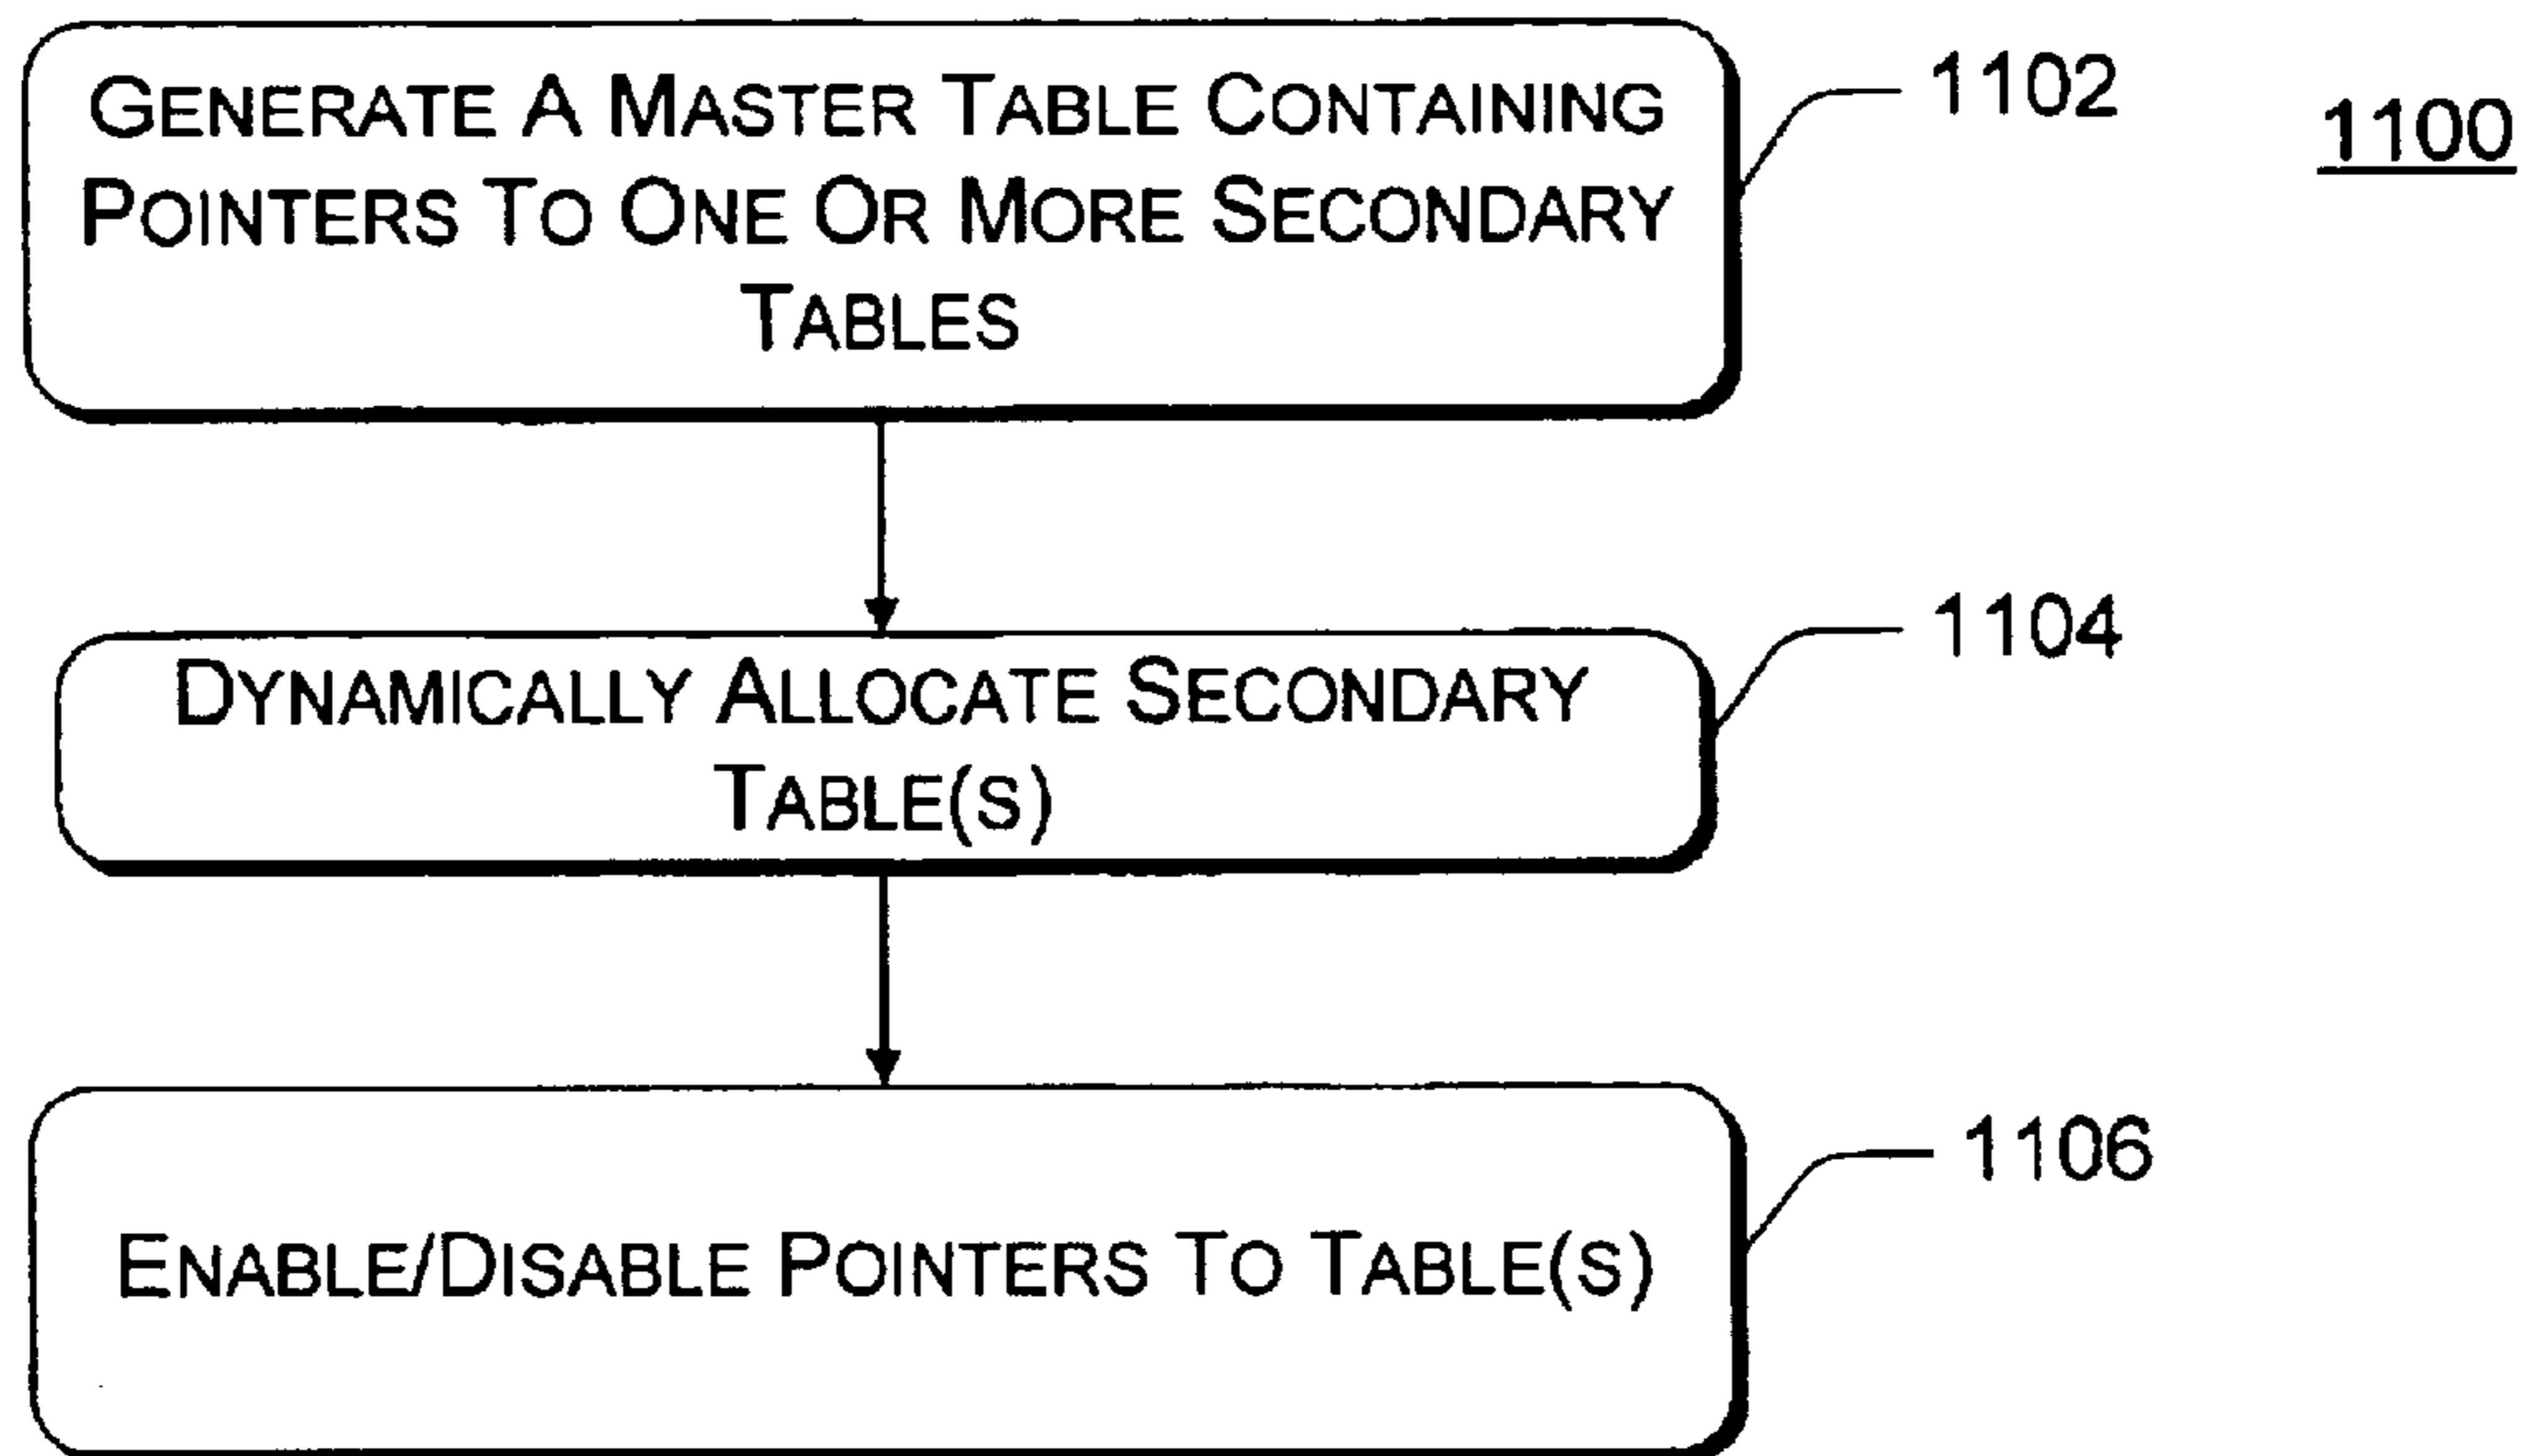 GENERATE A MASTER TABLE CONTAINING
POINTERS TO ONE OR MORE SECONDARY
TABLES
1102
1100
DYNAMICALLY ALLOCATE SECONDARY
TABLE(S)
1104
ENABLE/DISABLE POINTERS TO TABLE(S)
1106